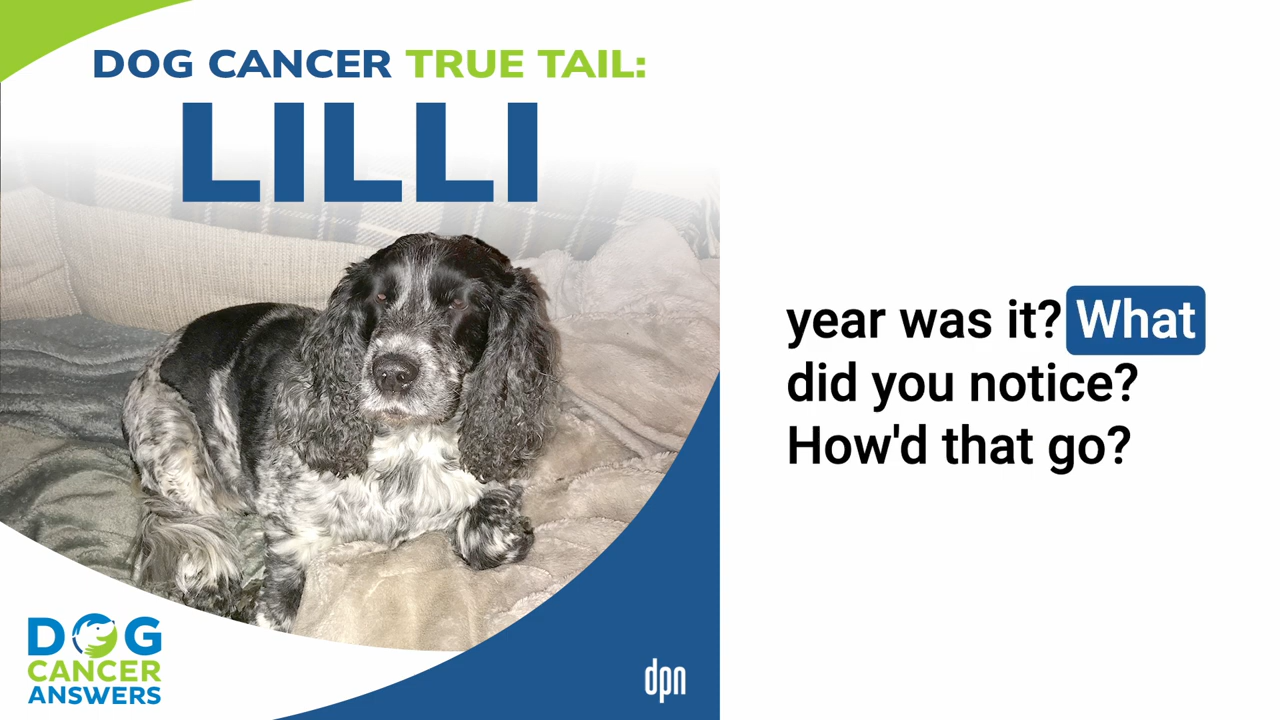 DOG CANCER TRUE TAIL:
LILLI
year was it? What
did you notice?
How'd that go?
DOG
CANCER
ANSWERS
dpn